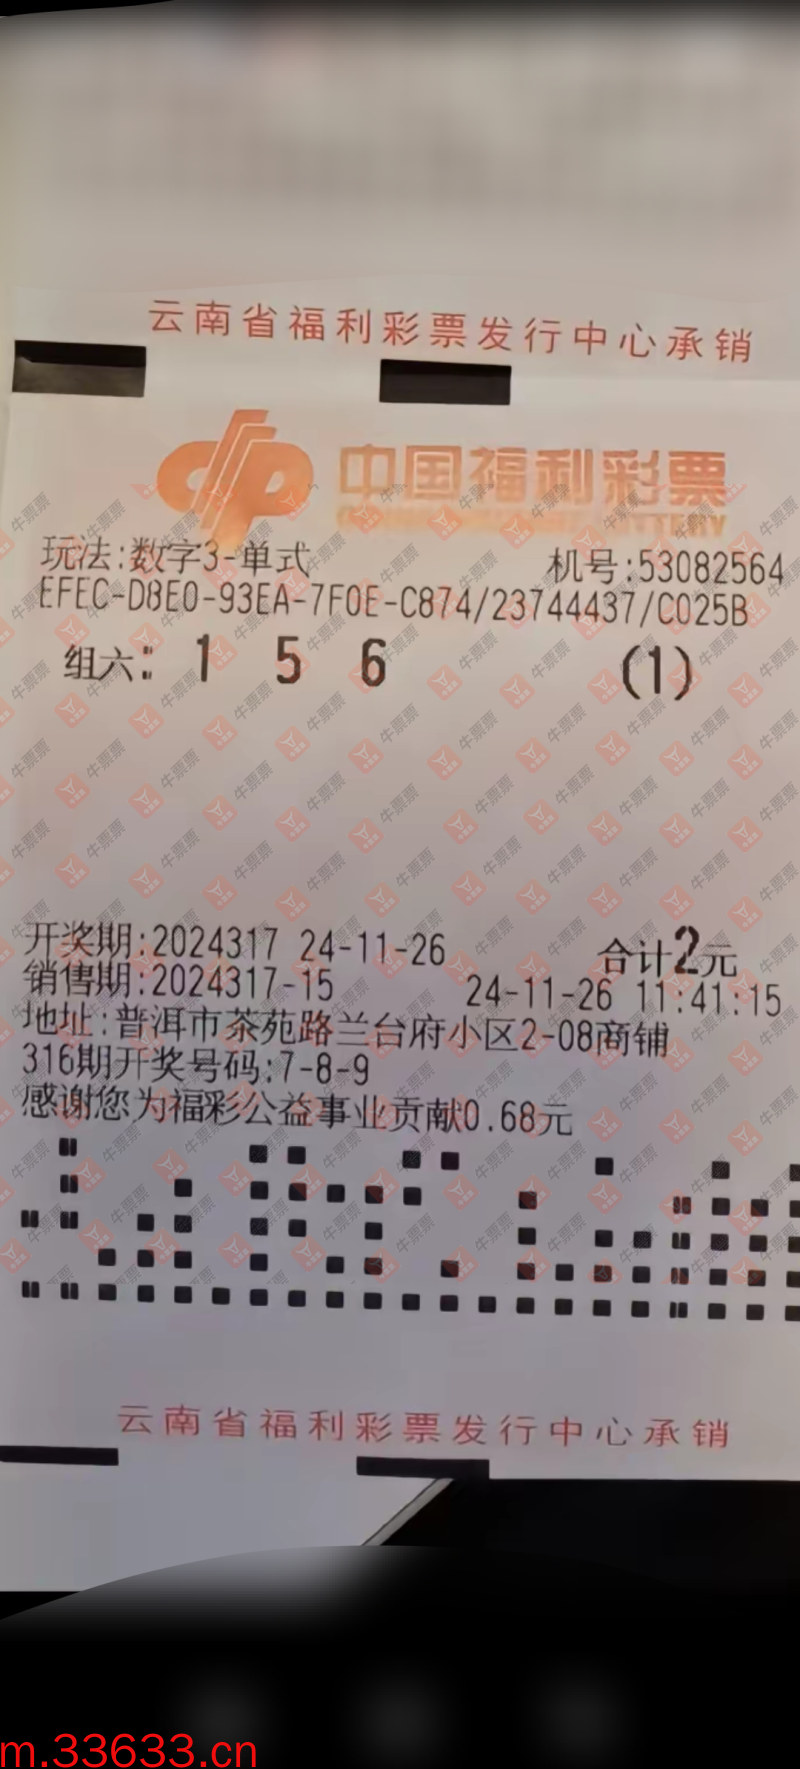 云南省福利彩票发行中心承销
中国福利彩票
玩法:数字3-单式 机号:53082564
EFEC-D8E0-93EA-7F0E-C874/23744437/C025B
组六: 1 5 6 (1)
开奖期:2024317 24-11-26 合计2元
销售期:2024317-15 24-11-26 11:41:15
地址:普洱市茶苑路兰台府小区2-08商铺
316期开奖号码:7-8-9
感谢您为福彩公益事业贡献0.68元
云南省福利彩票发行中心承销
牛票票
m.33633.cn